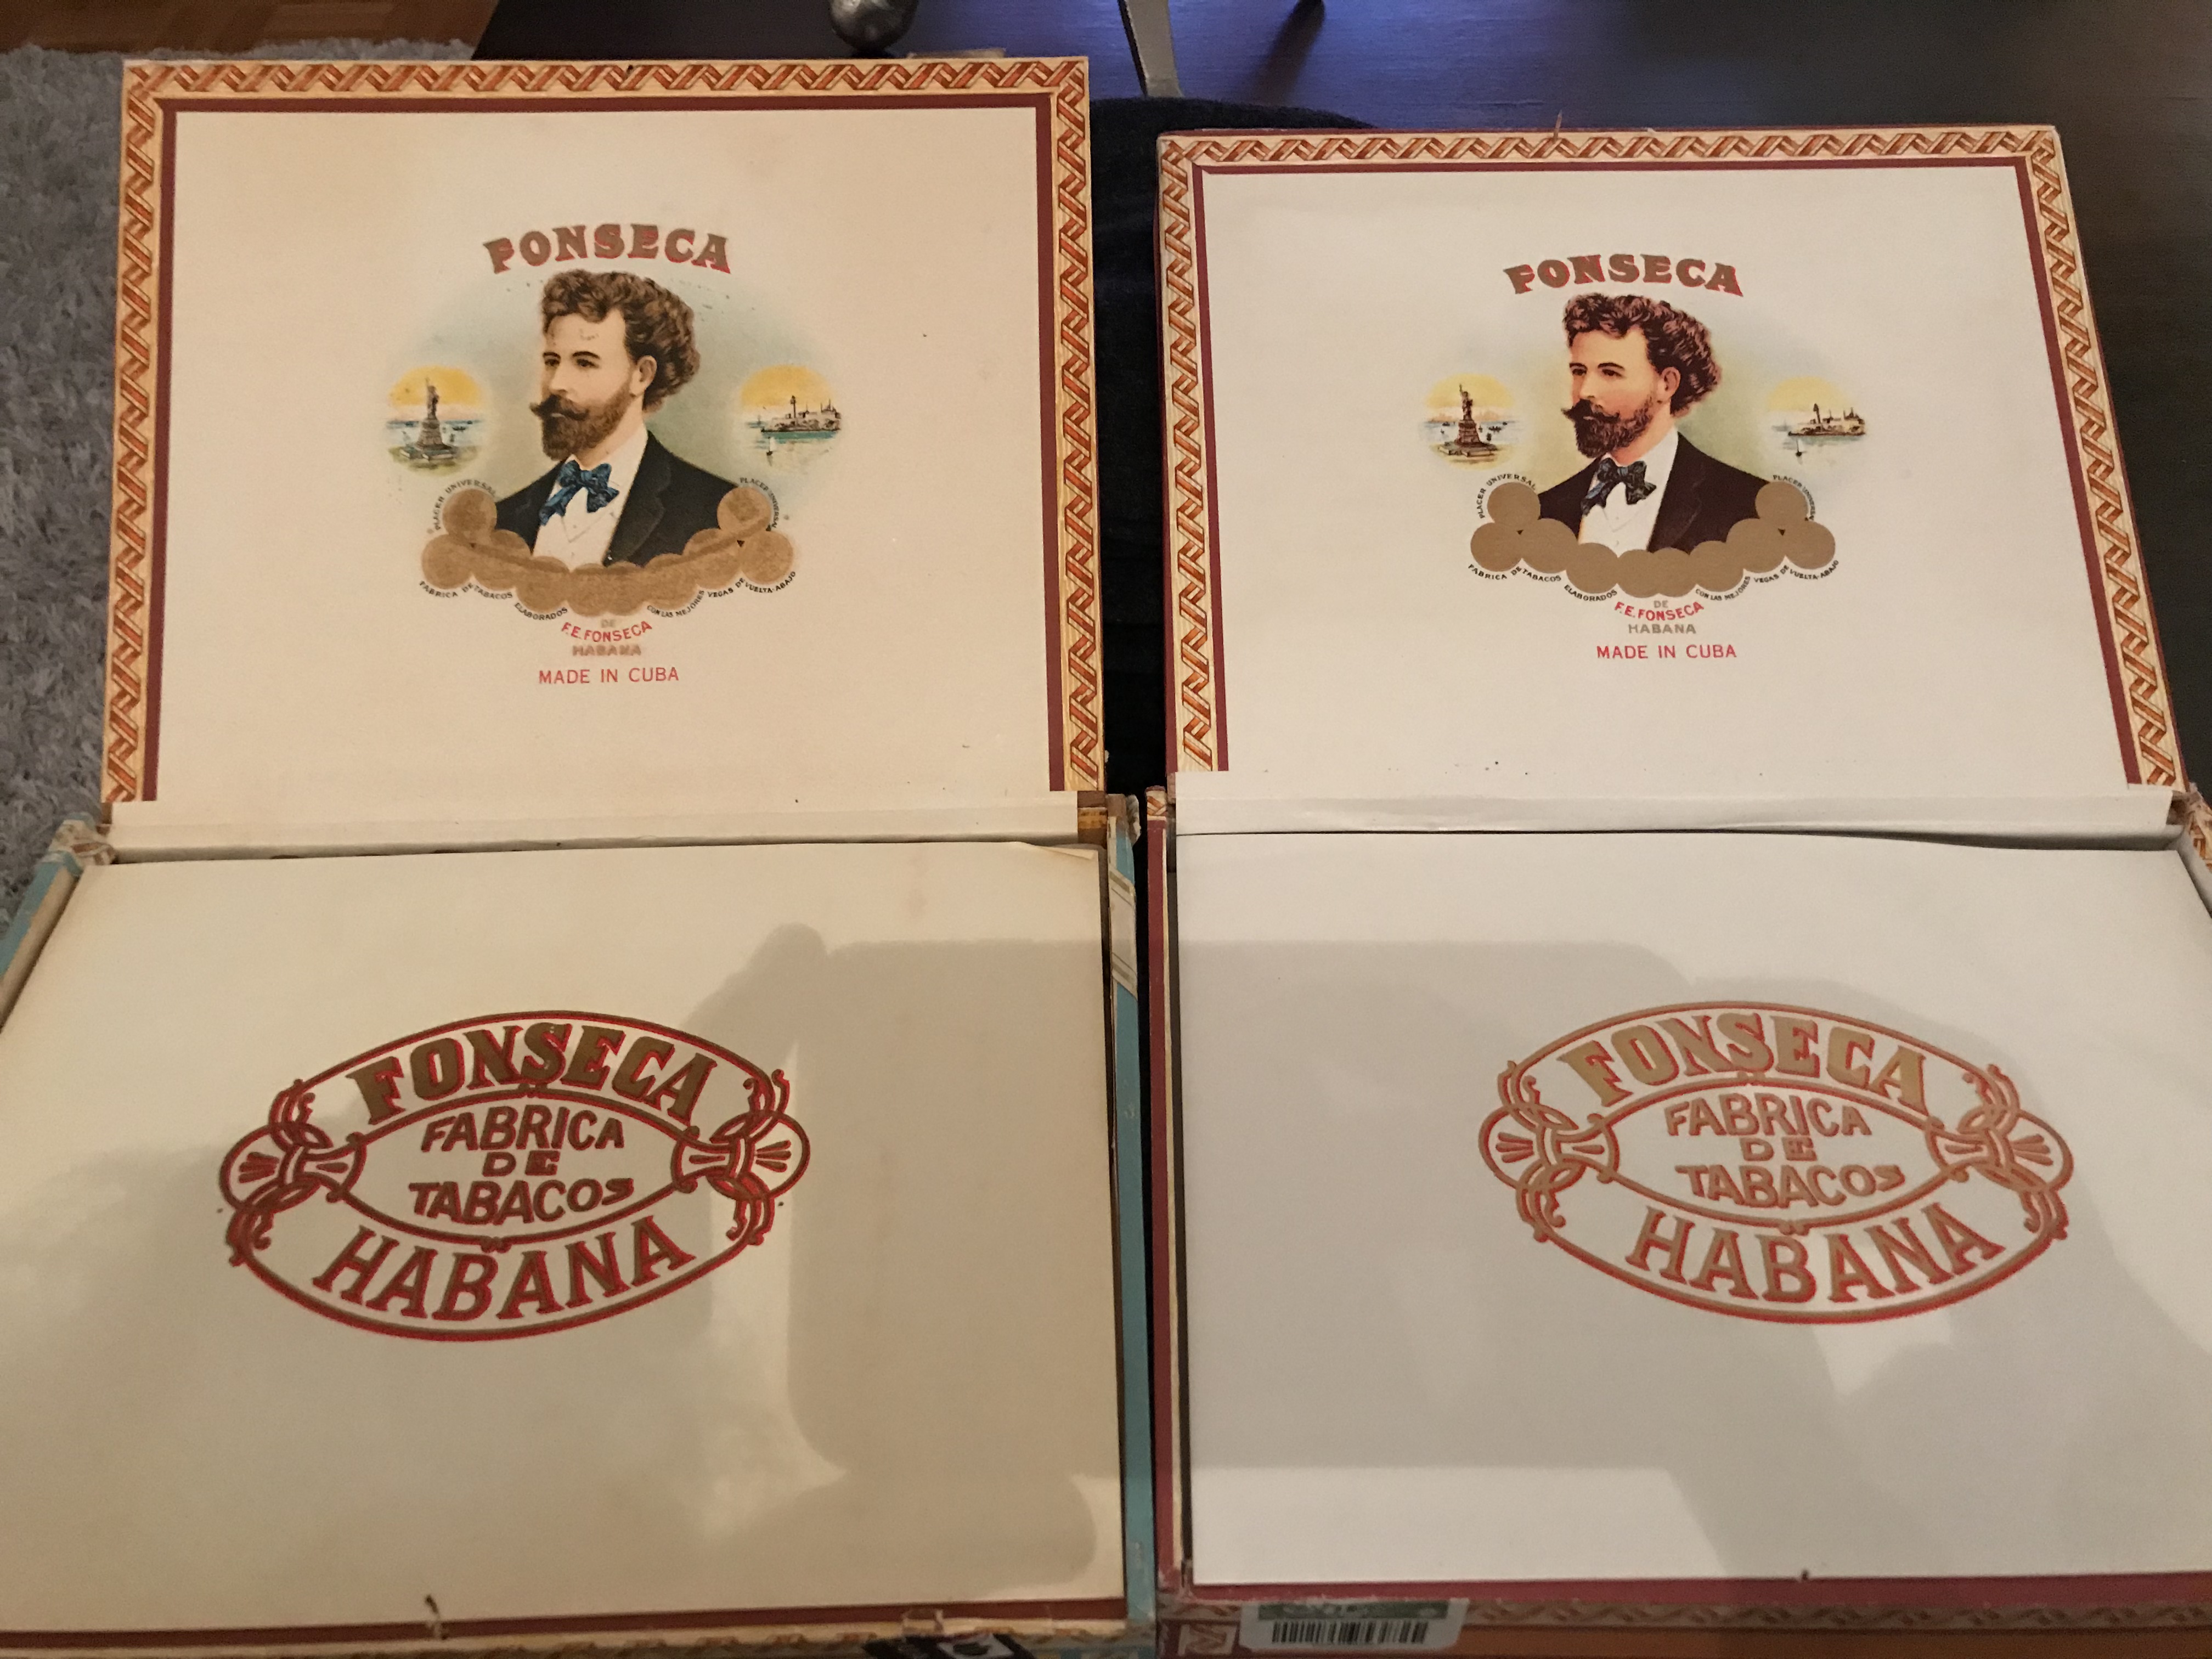 FONSECA
PLACER UNIVERSAL
PLACER UNIVERSAL
FABRICA DE TABACOS ELABORADOS CON LAS MEJORES VEGAS DE VUELTA-ABAJO
DE
F.E. FONSECA
HABANA
MADE IN CUBA
FONSECA
FABRICA
DE
TABACOS
HABANA
FONSECA
PLACER UNIVERSAL
PLACER UNIVERSAL
FABRICA DE TABACOS ELABORADOS CON LAS MEJORES VEGAS DE VUELTA-ABAJO
DE
F.E. FONSECA
HABANA
MADE IN CUBA
FONSECA
FABRICA
DE
TABACOS
HABANA